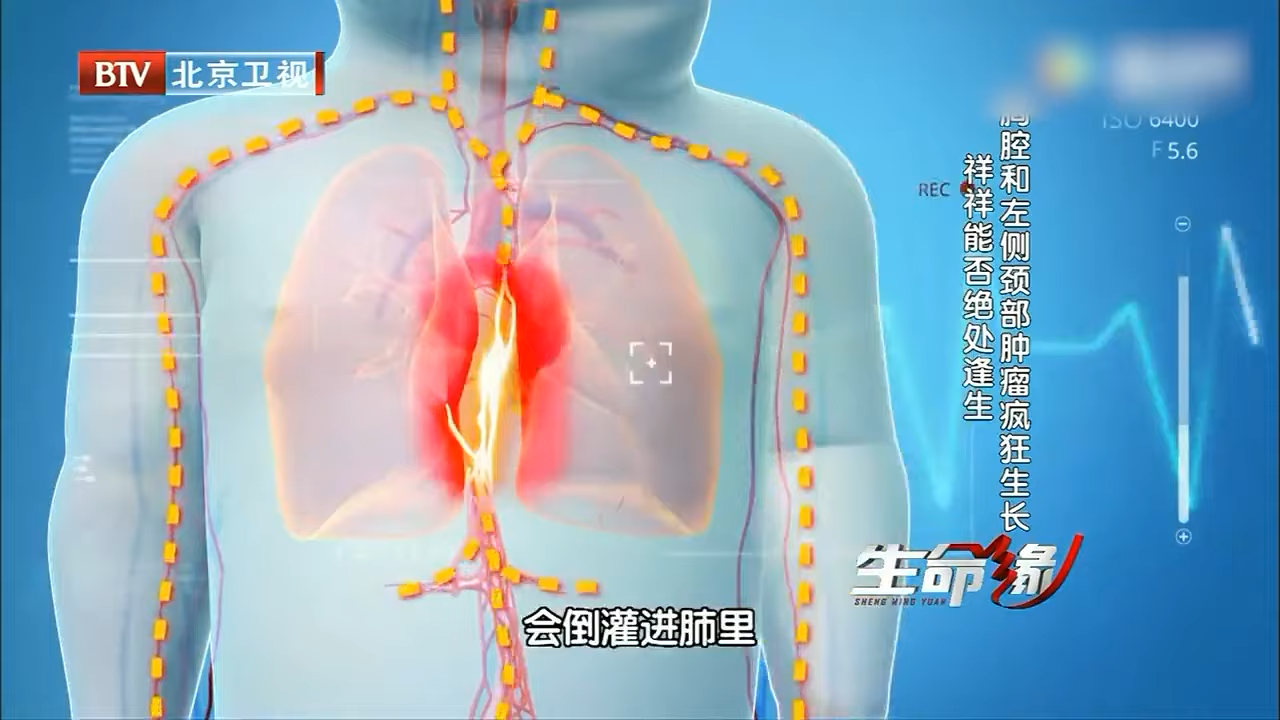 BTV 北京卫视
ISO 6400
F 5.6
REC
胸腔和左侧颈部肿瘤疯狂生长
祥祥能否绝处逢生
生命缘
SHENG MING YUAN
会倒灌进肺里